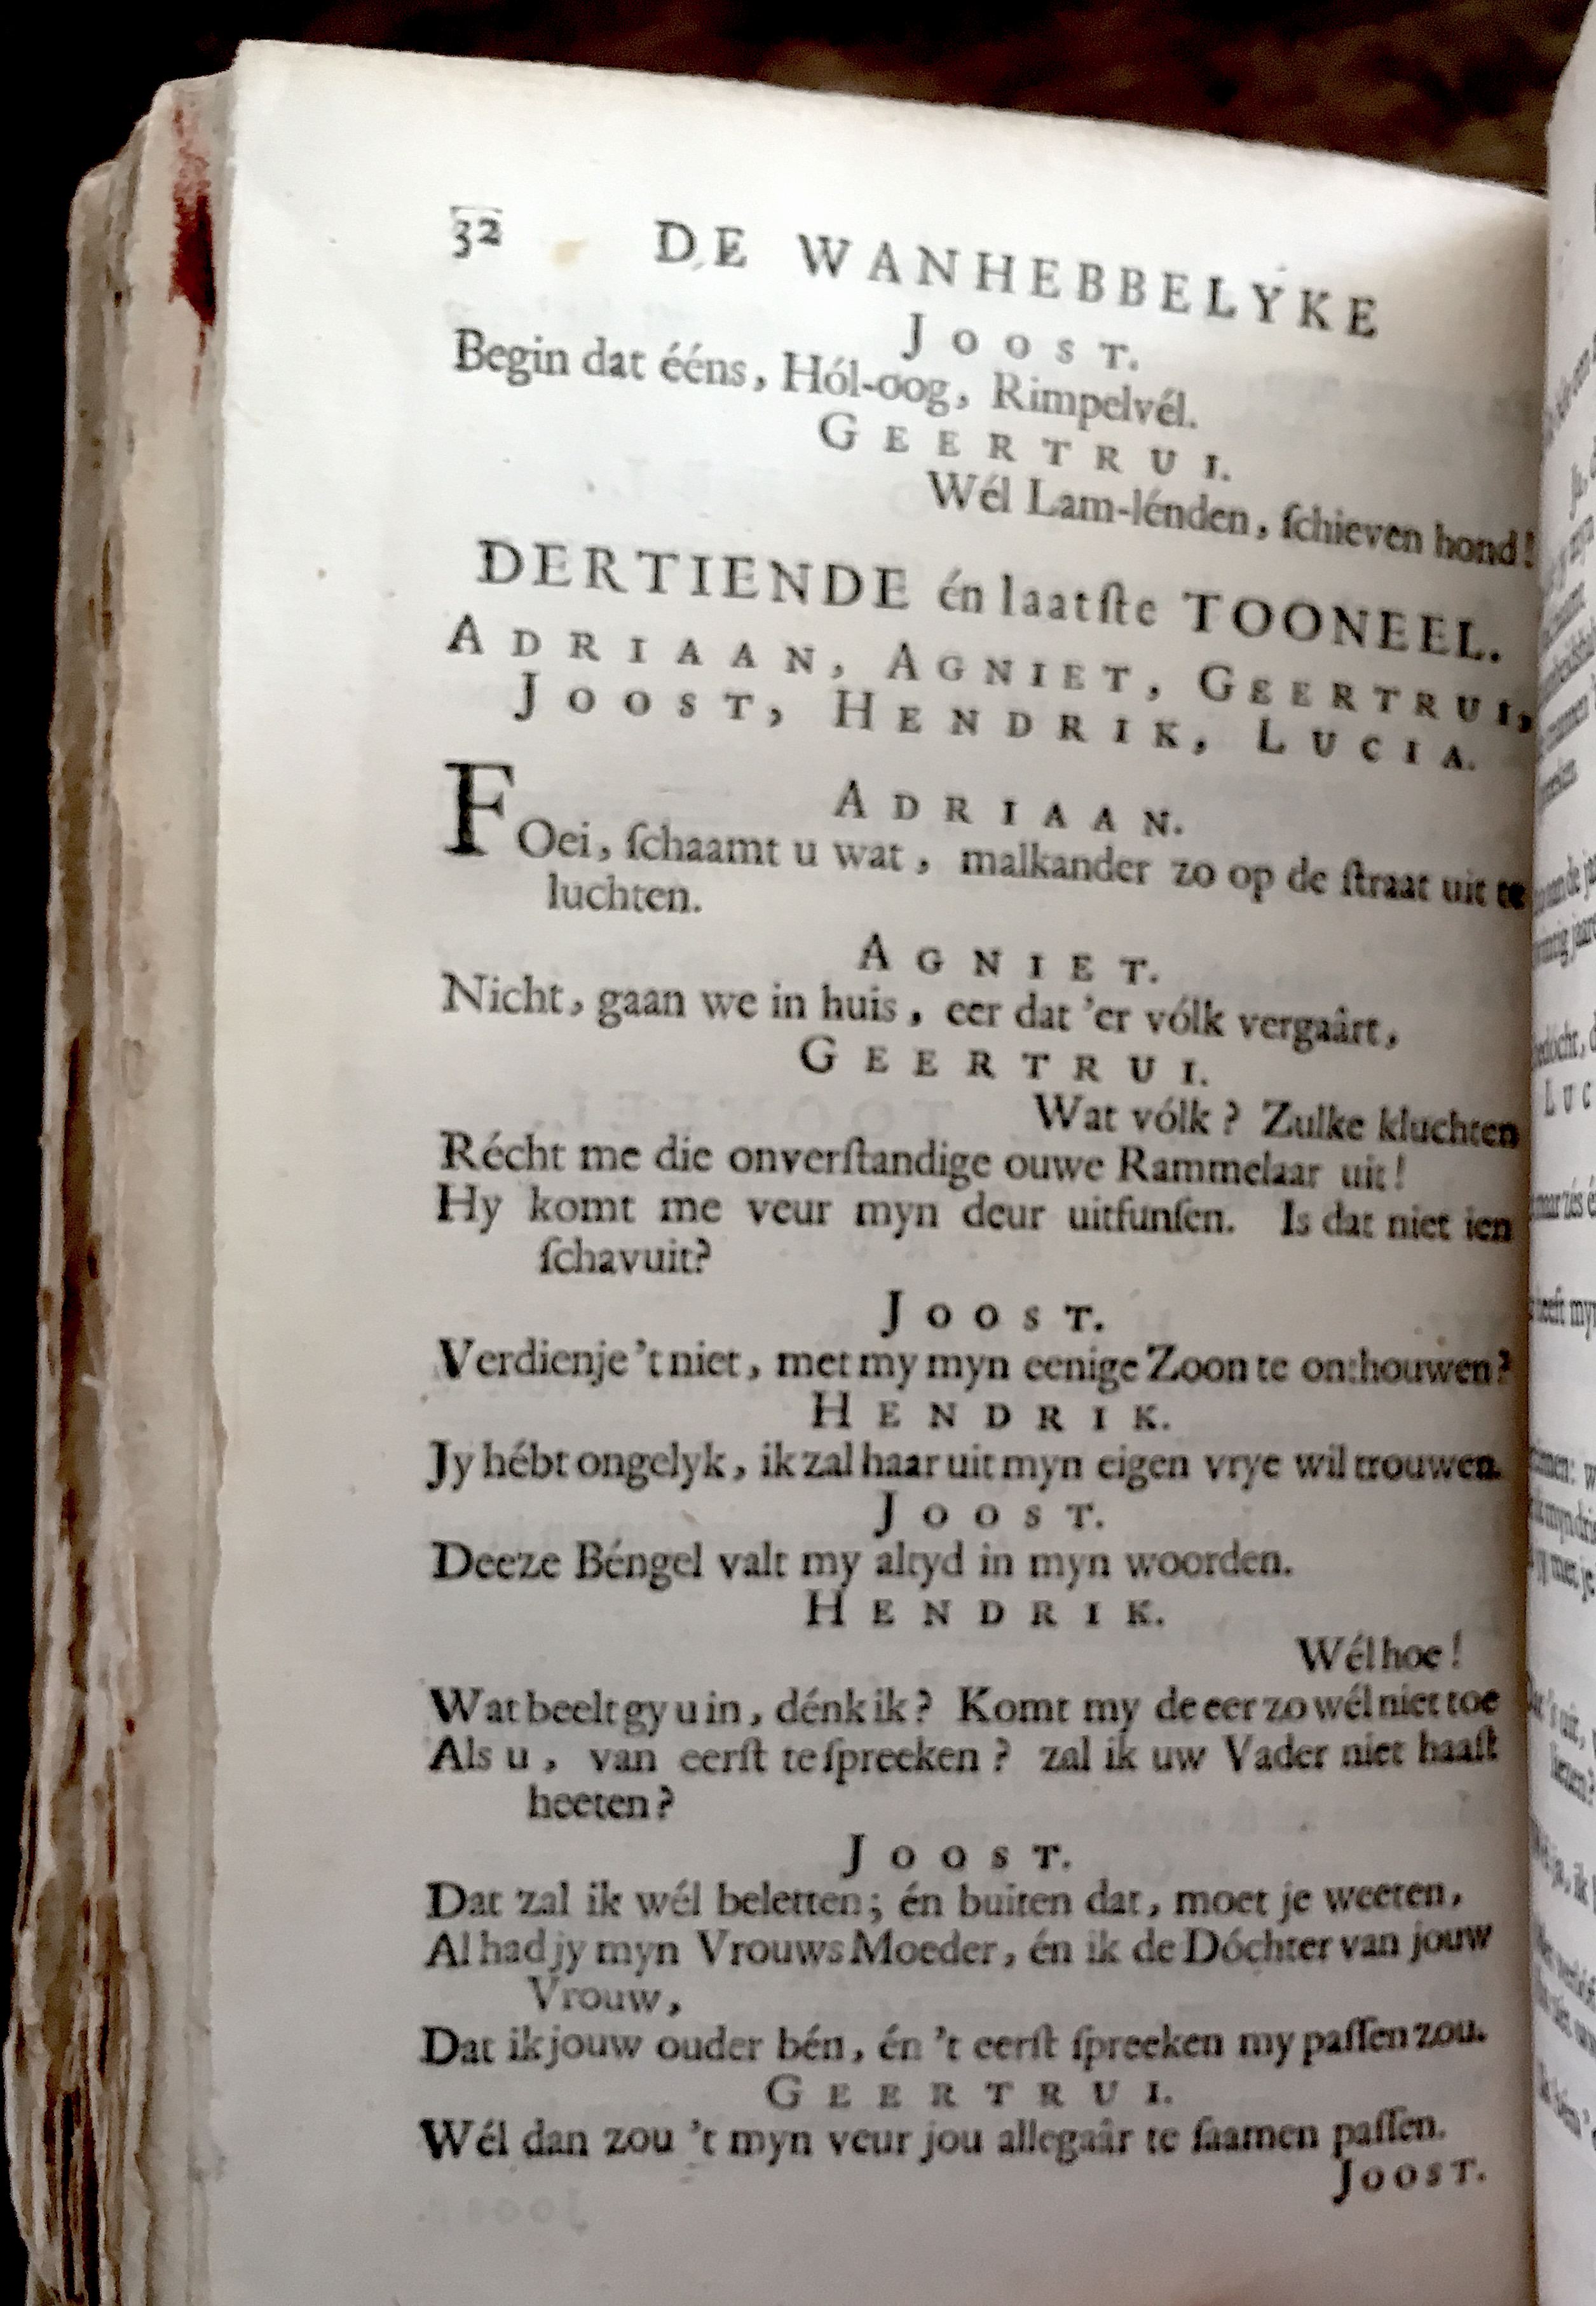 32 DE WANHEBBELYKE
JOOST.
Begin dat ééns, Hól-oog, Rimpelvél.
GEERTRUI.
Wél Lam-lénden, ſchieven hond!
DERTIENDE én laatſte TOONEEL.
ADRIAAN, AGNIET, GEERTRUI,
JOOST, HENDRIK, LUCIA.
ADRIAAN.
FOei, ſchaamt u wat, malkander zo op de ſtraat uit te
luchten.
AGNIET.
Nicht, gaan we in huis, eer dat 'er vólk vergaârt,
GEERTRUI.
Wat vólk? Zulke kluchten
Récht me die onverſtandige ouwe Rammelaar uit!
Hy komt me veur myn deur uitfunſen. Is dat niet ien
ſchavuit?
JOOST.
Verdienje 't niet, met my myn eenige Zoon te onthouwen?
HENDRIK.
Jy hébt ongelyk, ik zal haar uit myn eigen vrye wil trouwen.
JOOST.
Deeze Béngel valt my altyd in myn woorden.
HENDRIK.
Wél hoe!
Wat beelt gy u in, dénk ik? Komt my de eer zo wél niet toe
Als u, van eerſt te ſpreeken? zal ik uw Vader niet haaſt
heeten?
JOOST.
Dat zal ik wél beletten; én buiten dat, moet je weeten,
Al had jy myn Vrouws Moeder, én ik de Dóchter van jouw
Vrouw,
Dat ik jouw ouder bén, én 't eerſt ſpreeken my paſſen zou.
GEERTRUI.
Wél dan zou 't myn veur jou allegaâr te ſaamen paſſen.
JOOST.